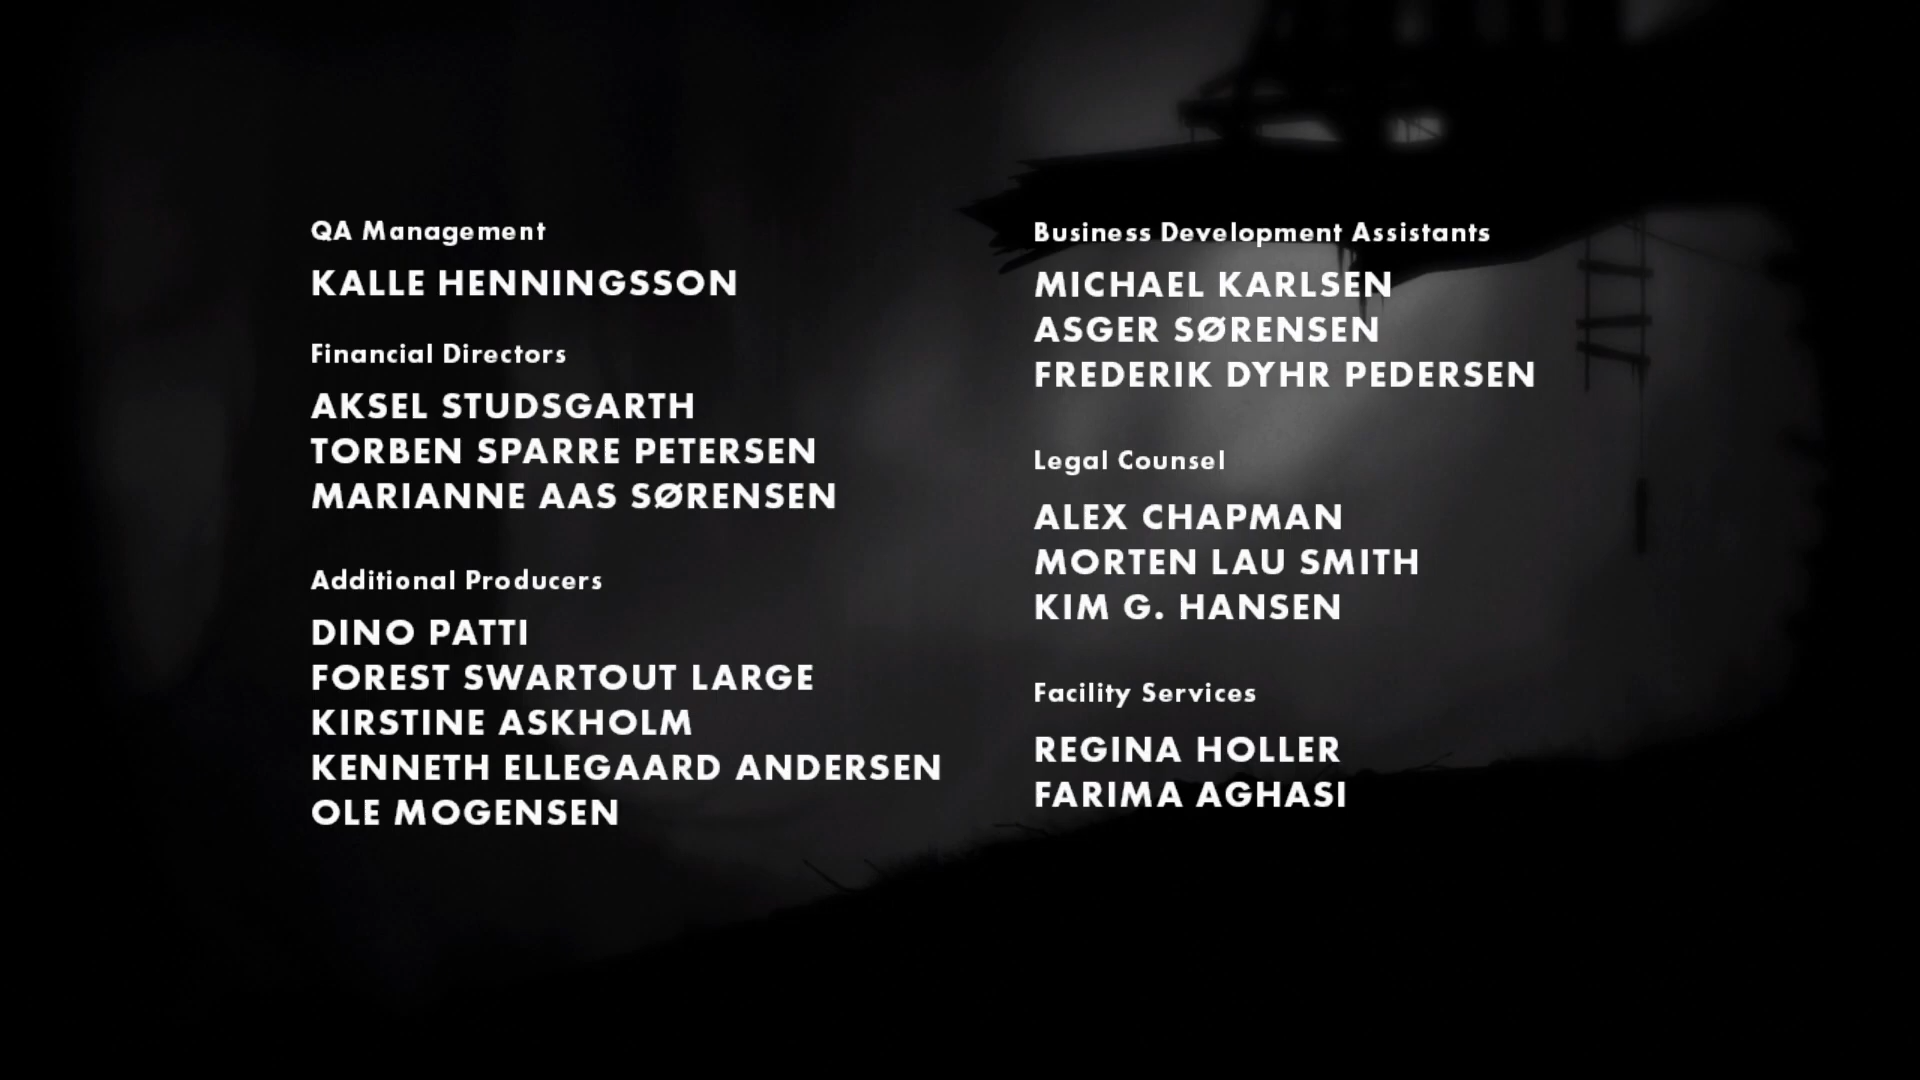 QA Management
KALLE HENNINGSSON
Financial Directors
AKSEL STUDSGARTH
TORBEN SPARRE PETERSEN
MARIANNE AAS SØRENSEN
Additional Producers
DINO PATTI
FOREST SWARTOUT LARGE
KIRSTINE ASKHOLM
KENNETH ELLEGAARD ANDERSEN
OLE MOGENSEN
Business Development Assistants
MICHAEL KARLSEN
ASGER SØRENSEN
FREDERIK DYHR PEDERSEN
Legal Counsel
ALEX CHAPMAN
MORTEN LAU SMITH
KIM G. HANSEN
Facility Services
REGINA HOLLER
FARIMA AGHASI